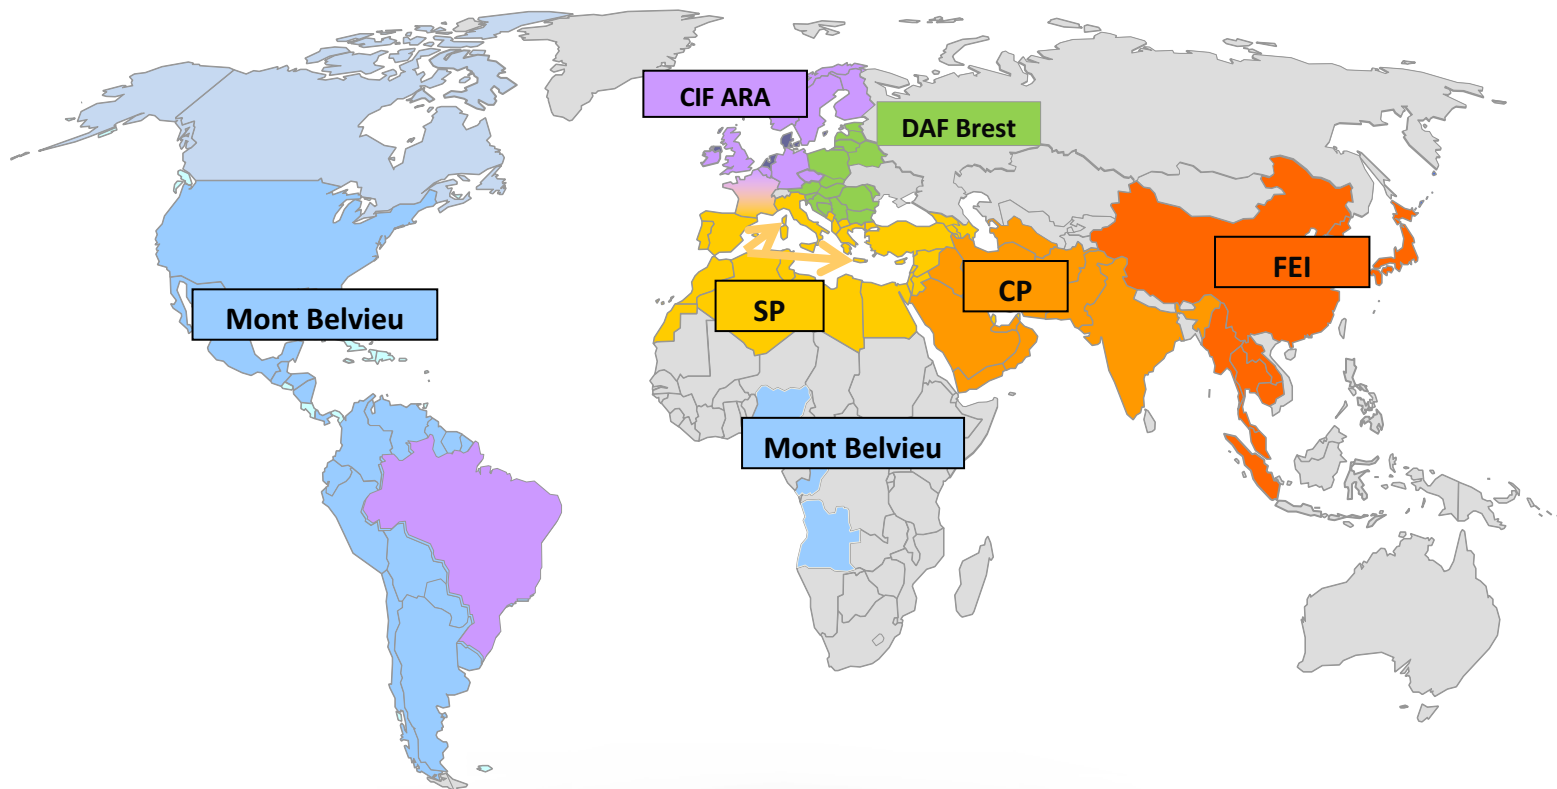 CIF ARA
DAF Brest
FEI
CP
SP
Mont Belvieu
Mont Belvieu